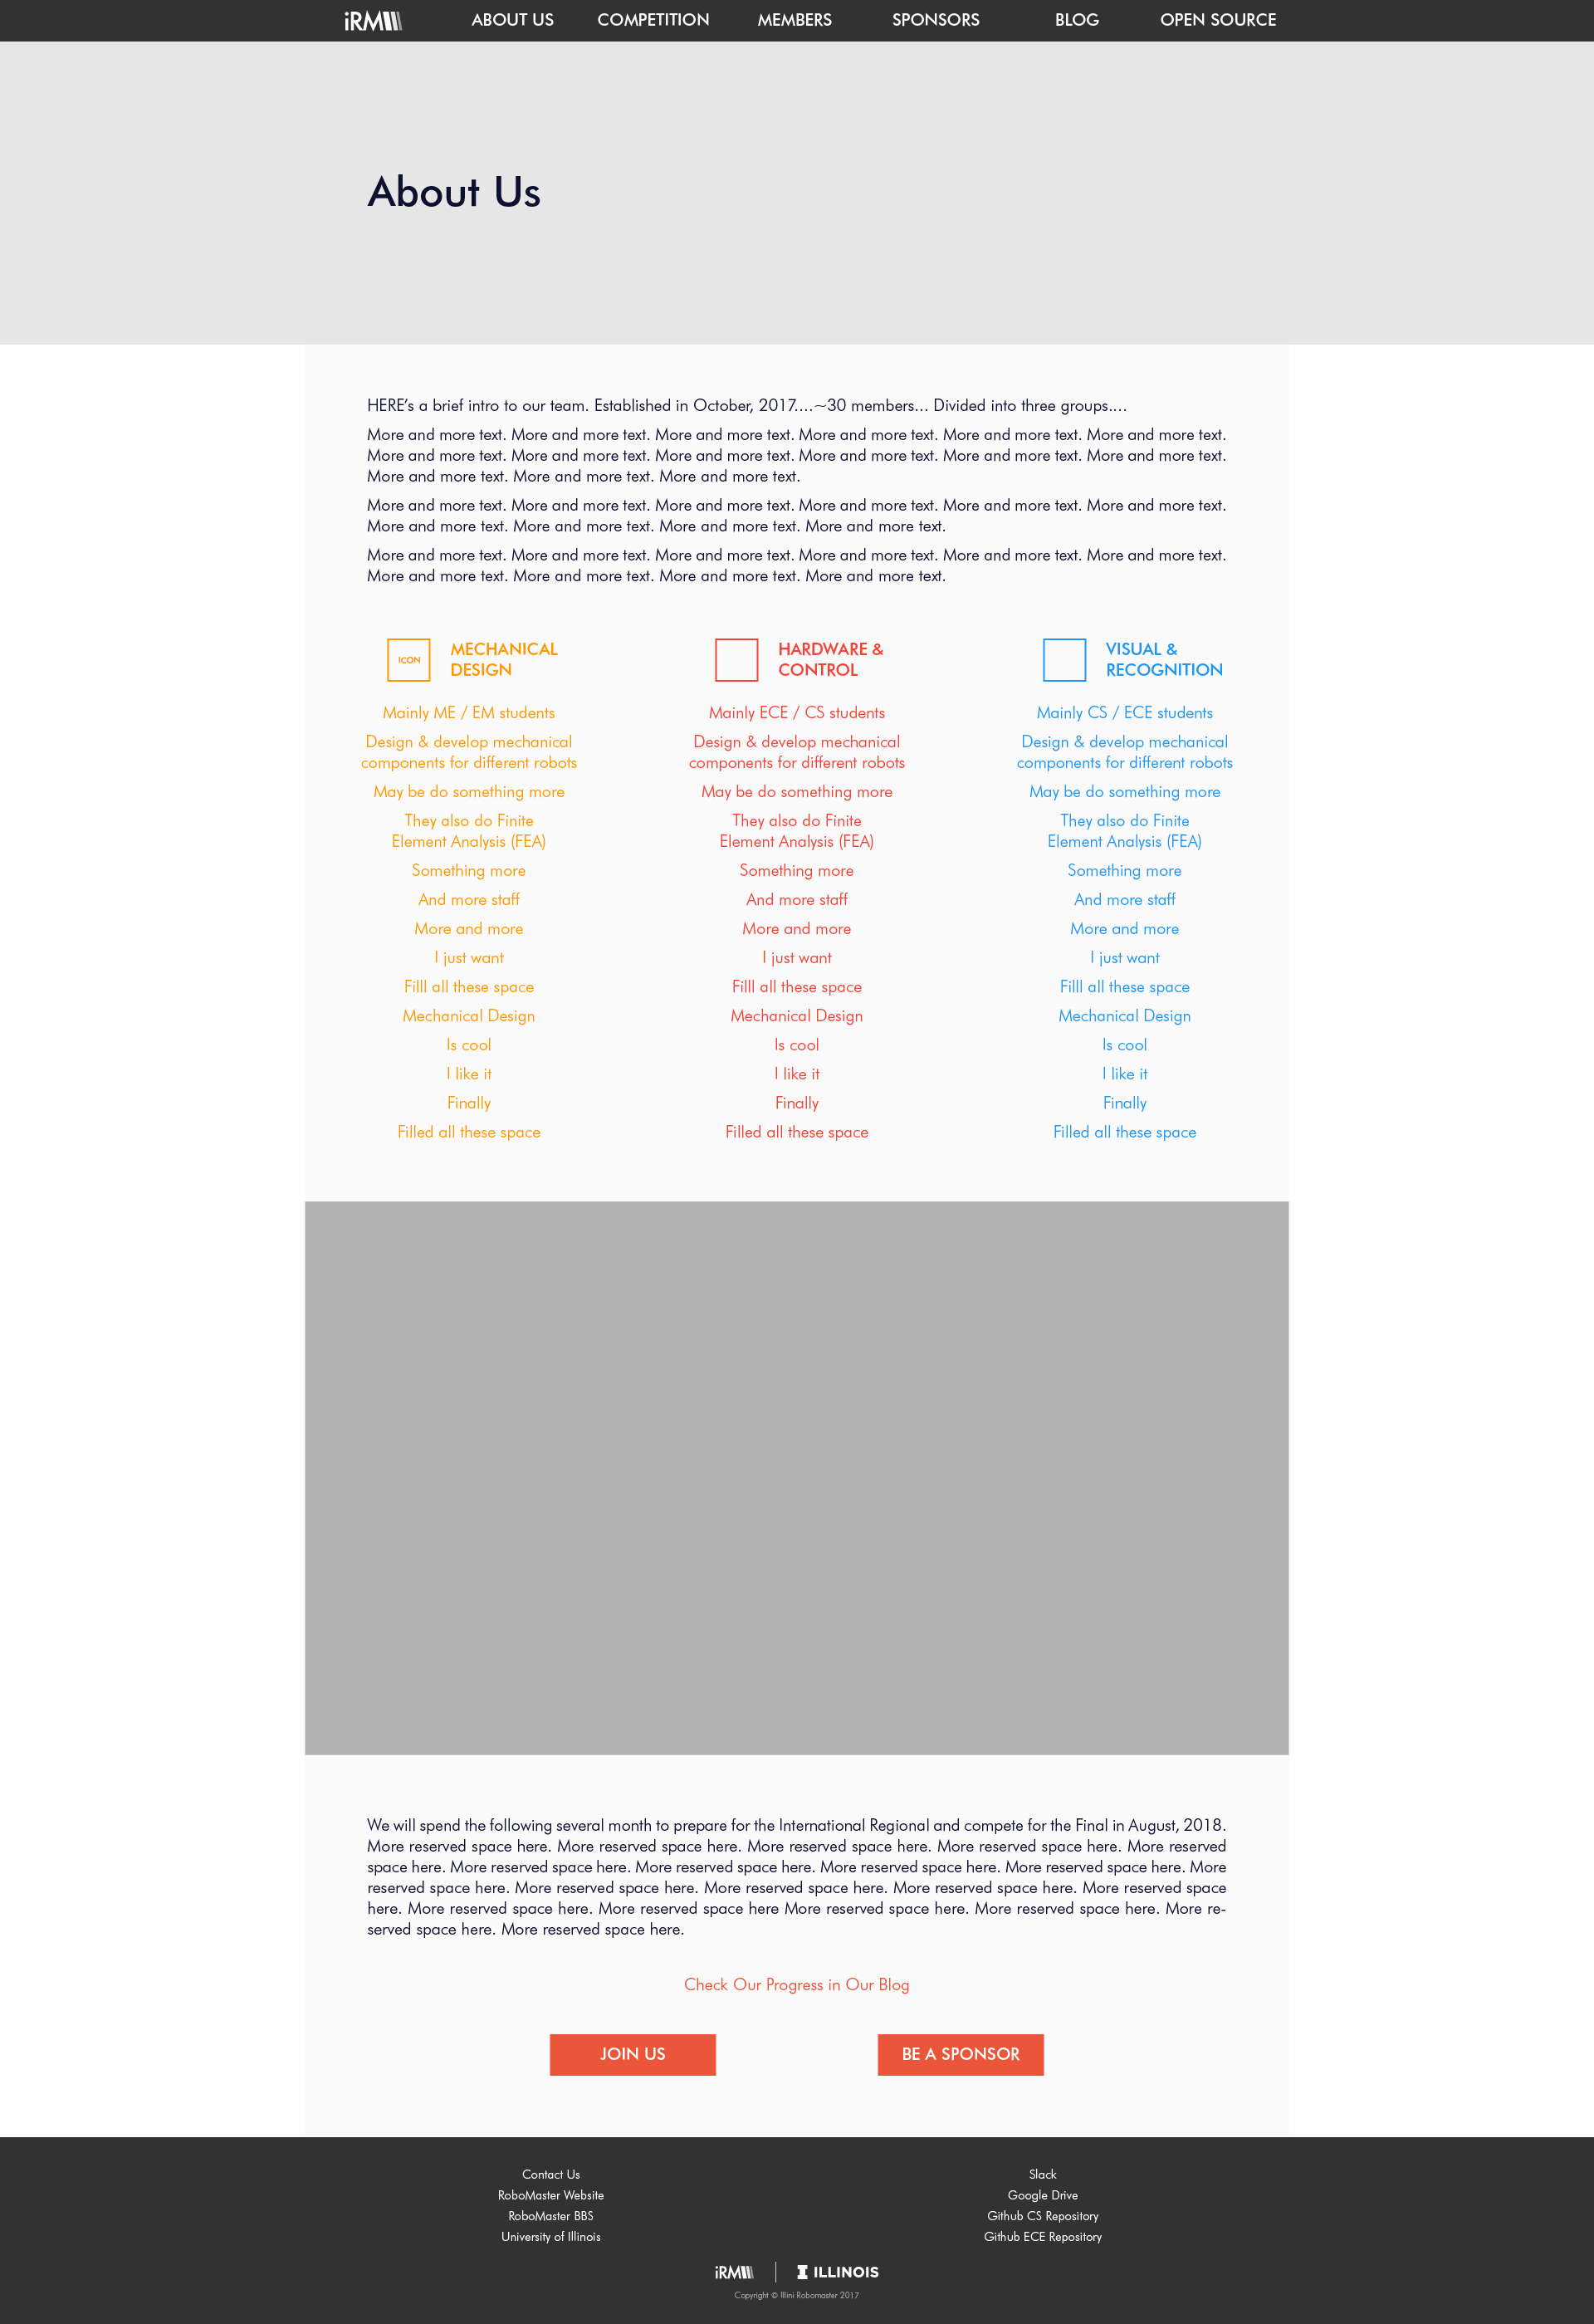 iRM
ABOUT US
COMPETITION
MEMBERS
SPONSORS
BLOG
OPEN SOURCE
About Us
HERE's a brief intro to our team. Established in October, 2017....~30 members... Divided into three groups....
More and more text. More and more text. More and more text. More and more text. More and more text. More and more text.
More and more text. More and more text. More and more text. More and more text. More and more text. More and more text.
More and more text. More and more text. More and more text.
More and more text. More and more text. More and more text. More and more text. More and more text. More and more text.
More and more text. More and more text. More and more text. More and more text.
More and more text. More and more text. More and more text. More and more text. More and more text. More and more text.
More and more text. More and more text. More and more text. More and more text.
ICON
MECHANICAL
DESIGN
Mainly ME / EM students
Design & develop mechanical
components for different robots
May be do something more
They also do Finite
Element Analysis (FEA)
Something more
And more staff
More and more
I just want
Filll all these space
Mechanical Design
Is cool
I like it
Finally
Filled all these space
HARDWARE &
CONTROL
Mainly ECE / CS students
Design & develop mechanical
components for different robots
May be do something more
They also do Finite
Element Analysis (FEA)
Something more
And more staff
More and more
I just want
Filll all these space
Mechanical Design
Is cool
I like it
Finally
Filled all these space
VISUAL &
RECOGNITION
Mainly CS / ECE students
Design & develop mechanical
components for different robots
May be do something more
They also do Finite
Element Analysis (FEA)
Something more
And more staff
More and more
I just want
Filll all these space
Mechanical Design
Is cool
I like it
Finally
Filled all these space
We will spend the following several month to prepare for the International Regional and compete for the Final in August, 2018.
More reserved space here. More reserved space here. More reserved space here. More reserved space here. More reserved
space here. More reserved space here. More reserved space here. More reserved space here. More reserved space here. More
reserved space here. More reserved space here. More reserved space here. More reserved space here. More reserved space
here. More reserved space here. More reserved space here More reserved space here. More reserved space here. More re-
served space here. More reserved space here.
Check Our Progress in Our Blog
JOIN US
BE A SPONSOR
Contact Us
RoboMaster Website
RoboMaster BBS
University of Illinois
Slack
Google Drive
Github CS Repository
Github ECE Repository
iRM
I ILLINOIS
Copyright © Illini Robomaster 2017